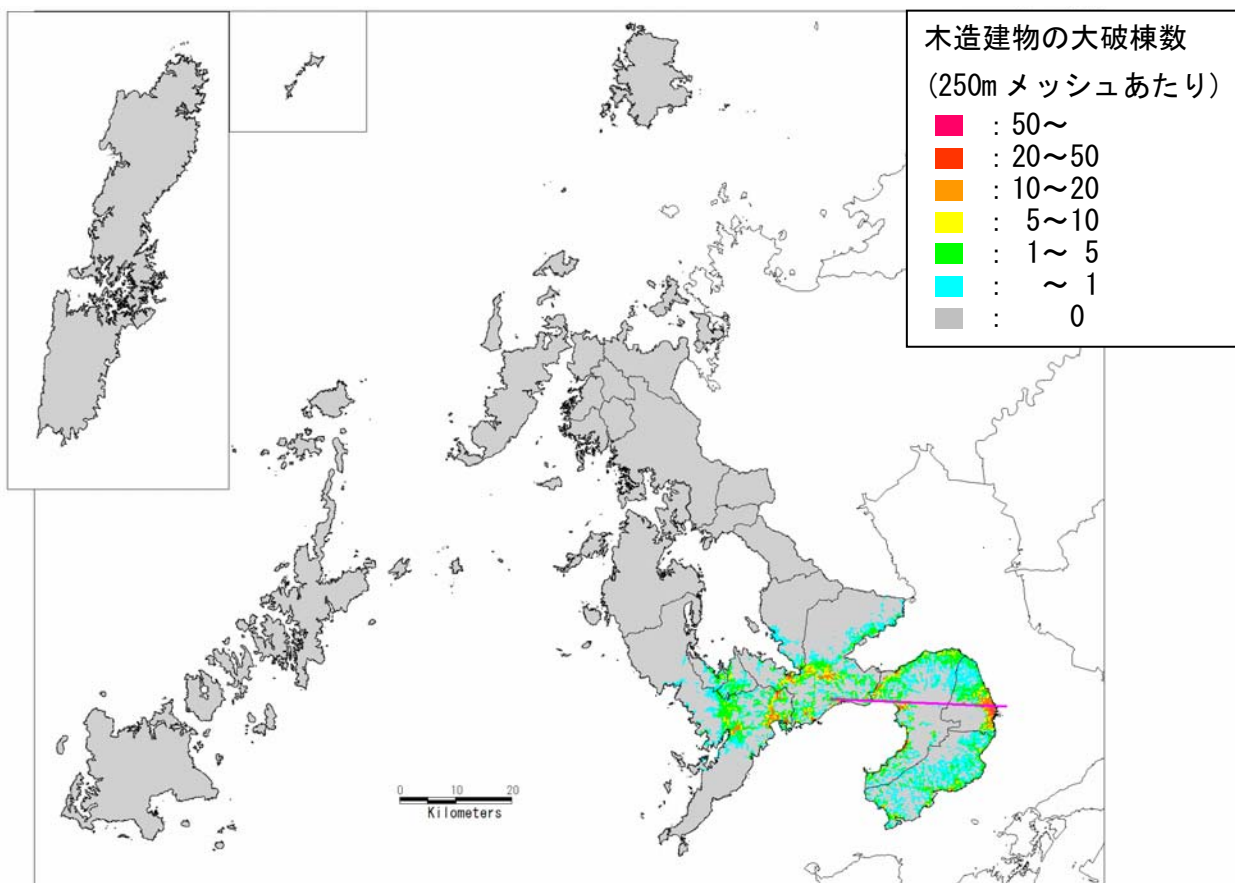 木造建物の大破棟数
(250m メッシュあたり)
：50～
：20～50
：10～20
： 5～10
： 1～ 5
： ～ 1
： 0
0 10 20
Kilometers